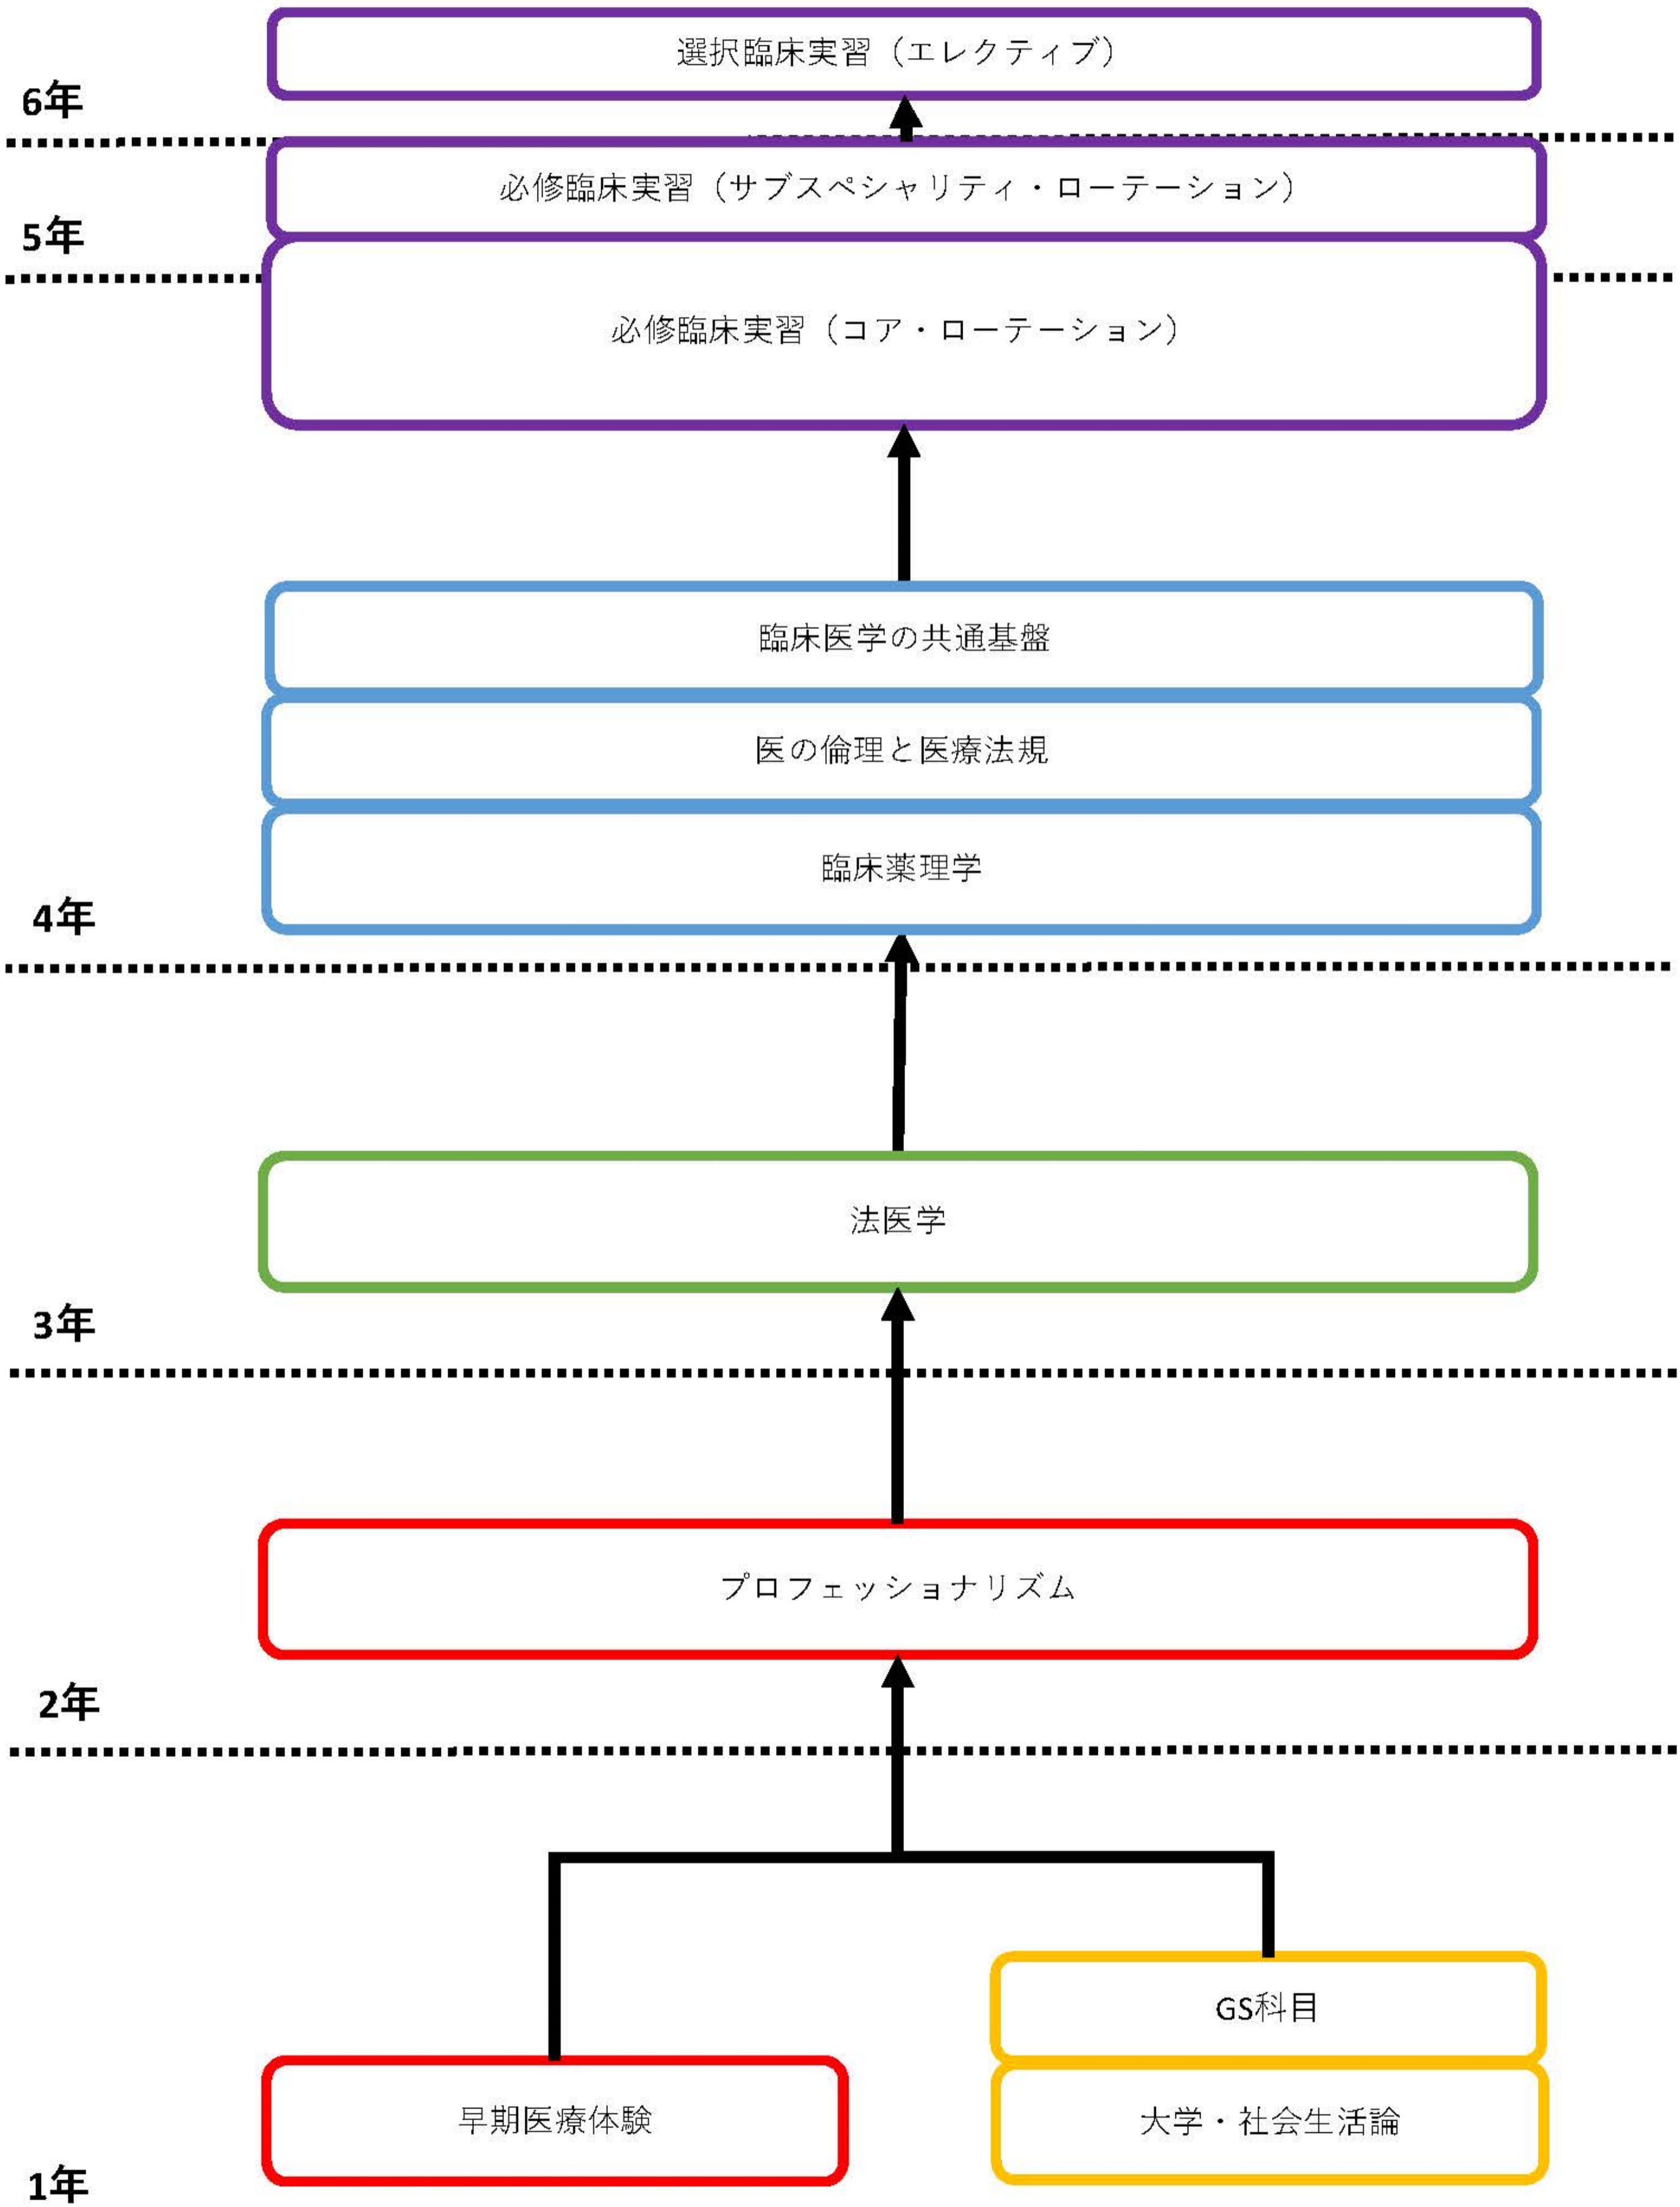 選択臨床実習（エレクティブ）
6年
必修臨床実習（サブスペシャリティ・ローテーション）
5年
必修臨床実習（コア・ローテーション）
臨床医学の共通基盤
医の倫理と医療法規
臨床薬理学
4年
法医学
3年
プロフェッショナリズム
2年
GS科目
早期医療体験
大学・社会生活論
1年